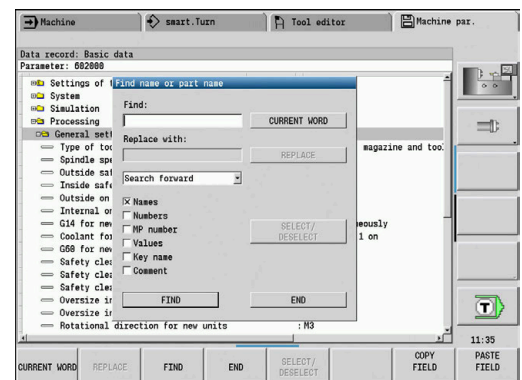 Machine
smart.Turn
Tool editor
Machine par.
Data record: Basic data
Parameter: 602000
Settings of t
System
Simulation
Processing
General sett
Type of too
magazine and tool
Spindle spe
Outside saf
Inside safe
Outside on
Internal on
G14 for new
eously
Coolant for
1 on
G60 for new
Safety clea
Safety clea
Safety clea
Oversize in
Oversize in
Rotational direction for new units : M3
Find name or part name
Find:
CURRENT WORD
Replace with:
REPLACE
Search forward
Names
Numbers
MP number
Values
Key name
Comment
SELECT/
DESELECT
FIND
END
T
11:35
CURRENT WORD
REPLACE
FIND
END
SELECT/
DESELECT
COPY
FIELD
PASTE
FIELD